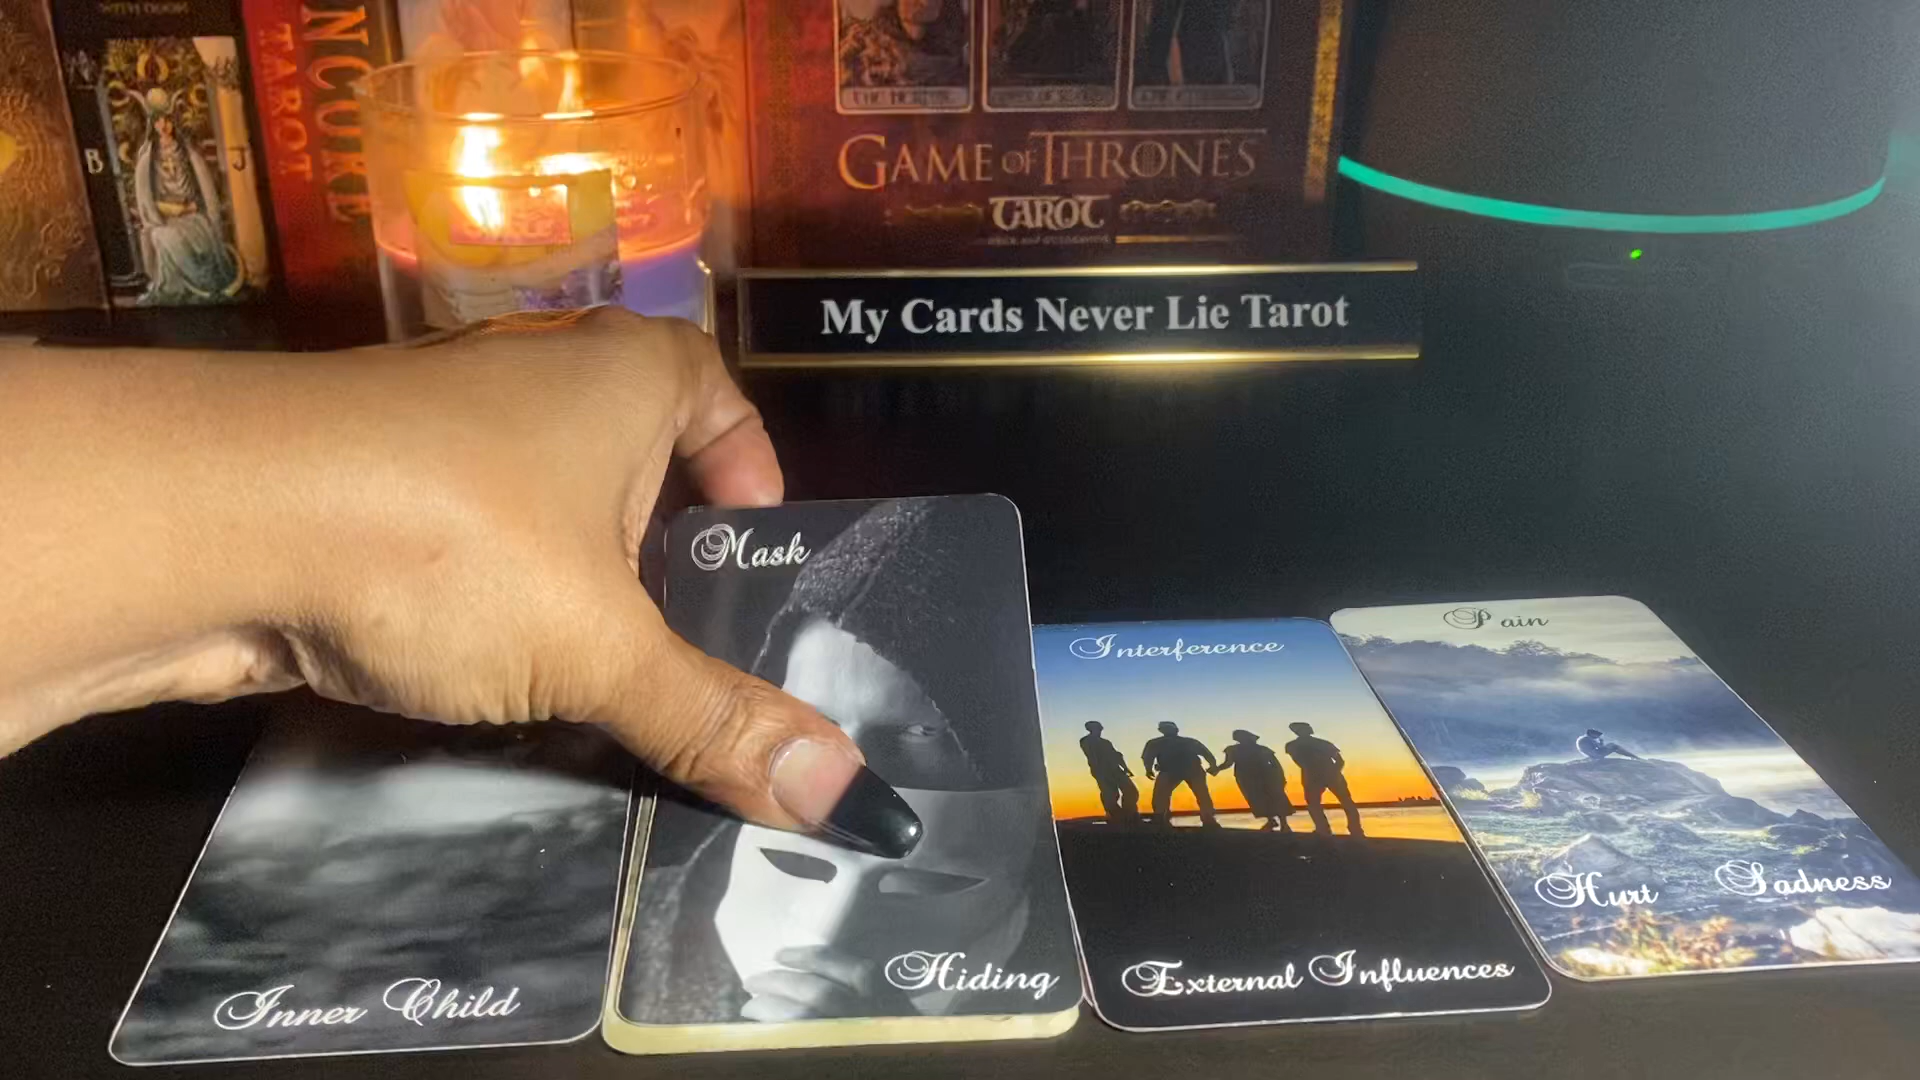 B
J
TAROT
GAME OF THRONES
TAROT
My Cards Never Lie Tarot
Mask
Hiding
Inner Child
Interference
External Influences
Pain
Hurt
Sadness